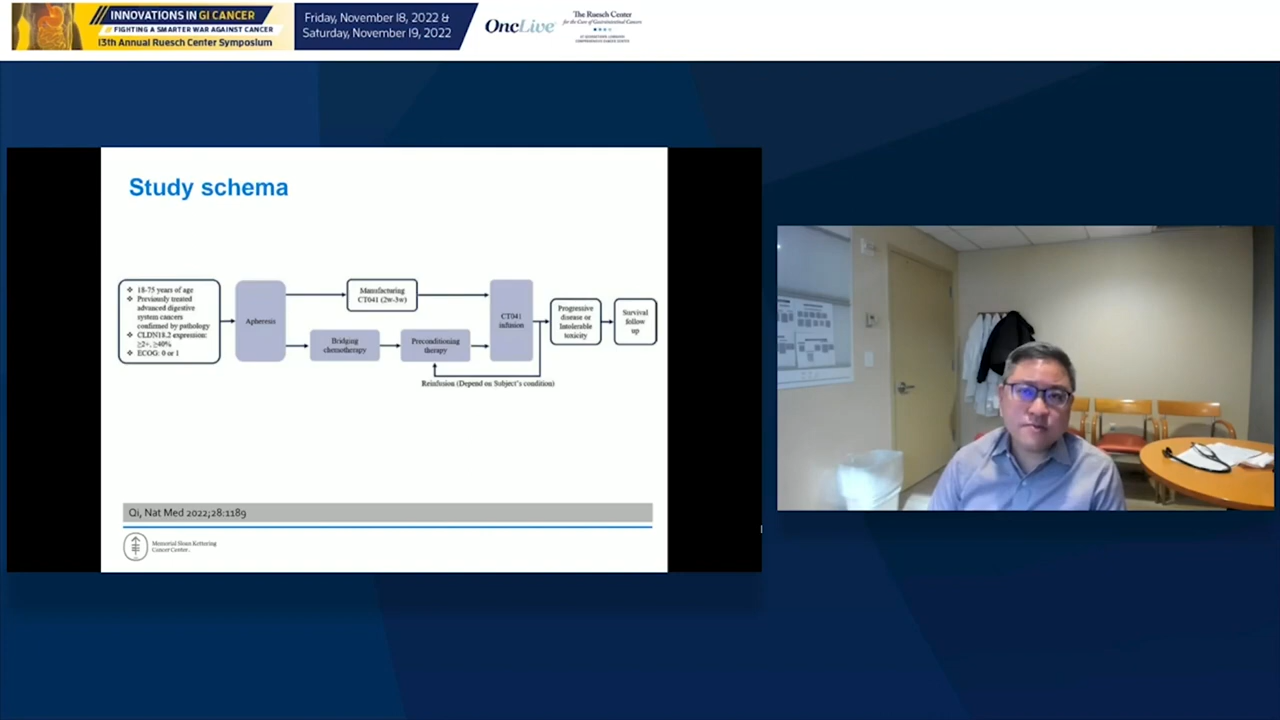 INNOVATIONS IN GI CANCER
FIGHTING A SMARTER WAR AGAINST CANCER
13th Annual Ruesch Center Symposium
Friday, November 18, 2022 &
Saturday, November 19, 2022
OncLive
The Ruesch Center
for the Cure of Gastrointestinal Cancers
Study schema
❖ 18-75 years of age
❖ Previously treated
advanced digestive
system cancers
confirmed by pathology
❖ CLDN18.2 expression:
≥2+, ≥40%
❖ ECOG: 0 or 1
Apheresis
Manufacturing
CT041 (2w-3w)
Bridging
chemotherapy
Preconditioning
therapy
CT041
infusion
Progressive
disease or
Intolerable
toxicity
Survival
follow
up
Reinfusion (Depend on Subject's condition)
Qi, Nat Med 2022;28:1189
Memorial Sloan Kettering
Cancer Center.